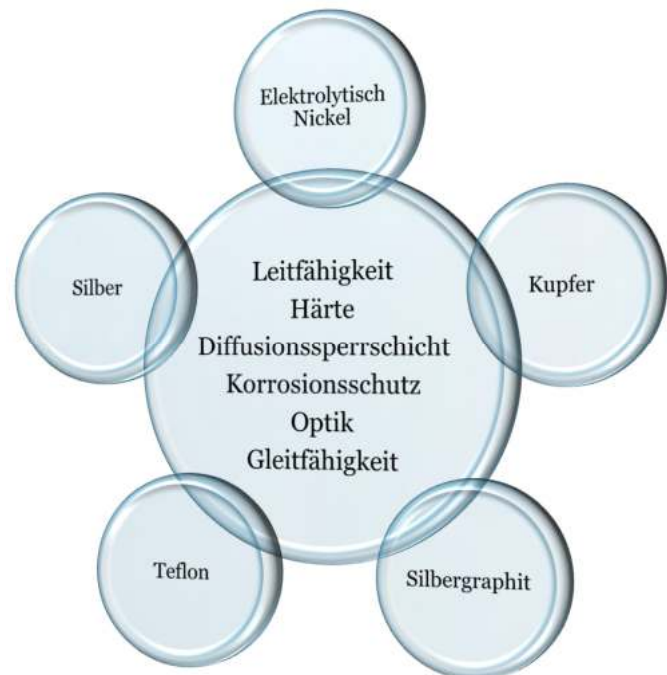 Elektrolytisch
Nickel
Silber
Kupfer
Leitfähigkeit
Härte
Diffusionssperrschicht
Korrosionsschutz
Optik
Gleitfähigkeit
Teflon
Silbergraphit